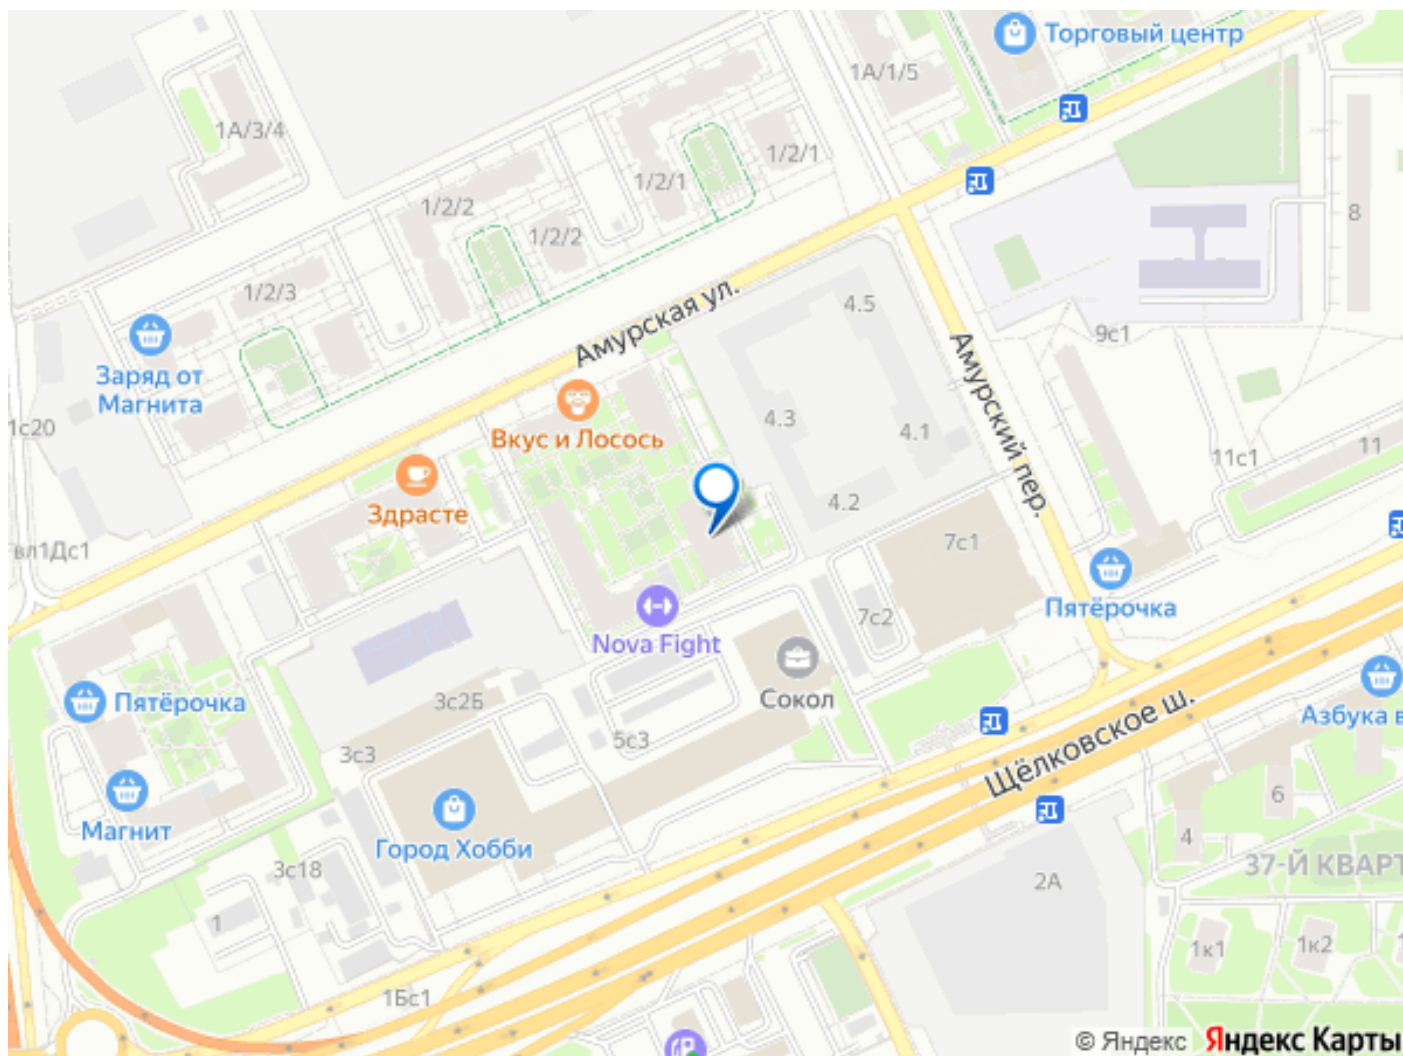 Торговый центр
1А/1/5
1А/3/4
1/2/1
1/2/1
1/2/2
1/2/2
8
1/2/3
4.5
Амурская ул.
9с1
Заряд от
Магнита
Амурский пер.
1с20
4.3
4.1
Вкус и Лосось
11
11с1
4.2
Здрасте
7с1
вл1Дс1
Пятёрочка
7с2
Nova Fight
Сокол
Пятёрочка
3с2Б
Щёлковское ш.
Азбука в
5с3
3с3
6
Магнит
4
Город Хобби
37-Й КВАРТ
3с18
2А
1
1к1
1к2
1Бс1
© Яндекс Яндекс Карты